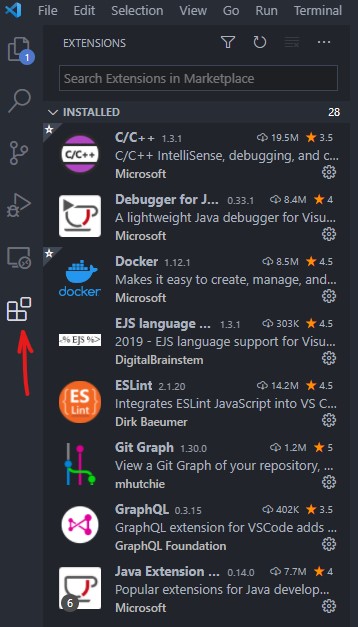 File Edit Selection View Go Run Terminal
EXTENSIONS
1
Search Extensions in Marketplace
INSTALLED 28
C/C++ 1.3.1 19.5M 3.5
C/C++ C/C++ IntelliSense, debugging, and c...
Microsoft
Debugger for J... 0.33.1 8.4M 4
A lightweight Java debugger for Visu...
Microsoft
Docker 1.12.1 8.5M 4.5
docker Makes it easy to create, manage, and...
Microsoft
EJS language ... 1.3.1 303K 4.5
<% EJS %> 2019 - EJS language support for Visu...
DigitalBrainstem
ESLint 2.1.20 14.2M 4.5
ES Lint Integrates ESLint JavaScript into VS C...
Dirk Baeumer
Git Graph 1.30.0 1.2M 5
View a Git Graph of your repository, ...
mhutchie
GraphQL 0.3.15 402K 3.5
GraphQL extension for VSCode adds ...
GraphQL Foundation
Java Extension ... 0.14.0 7.7M 4
Popular extensions for Java develop...
6 Microsoft